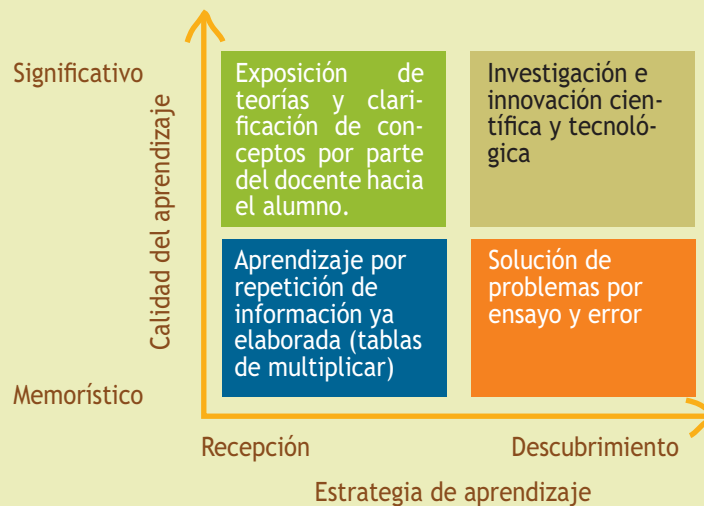 Significativo
Calidad del aprendizaje
Exposición de
teorías y clari-
ficación de con-
ceptos por parte
del docente hacia
el alumno.
Investigación e
innovación cien-
tífica y tecnoló-
gica
Aprendizaje por
repetición de
información ya
elaborada (tablas
de multiplicar)
Solución de
problemas por
ensayo y error
Memorístico
Recepción
Descubrimiento
Estrategia de aprendizaje